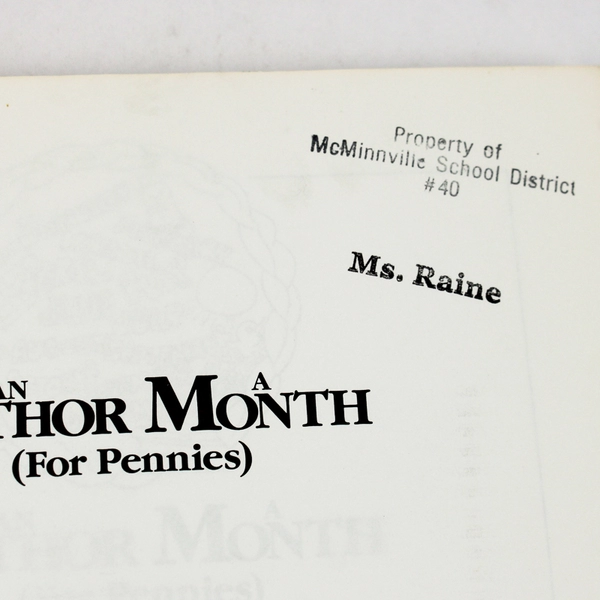 Property of
McMinnville School District
#40
Ms. Raine
AN
THOR A MONTH
(For Pennies)